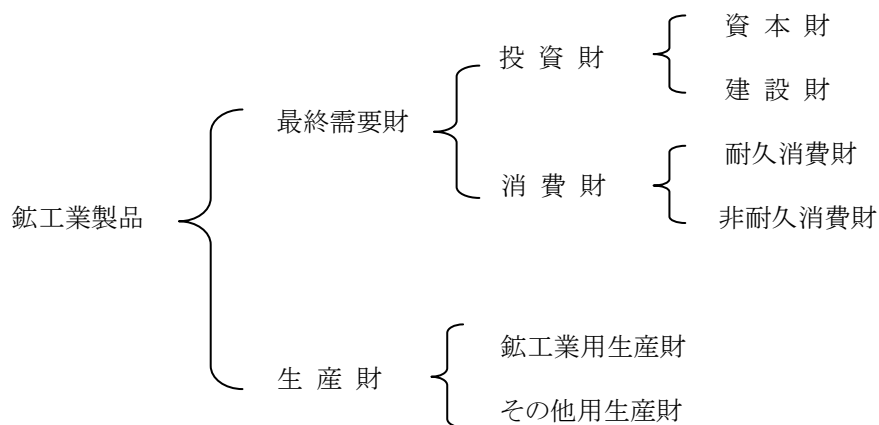 資 本 財
投 資 財
建 設 財
最終需要財
耐久消費財
消 費 財
鉱工業製品
非耐久消費財
鉱工業用生産財
生 産 財
その他用生産財